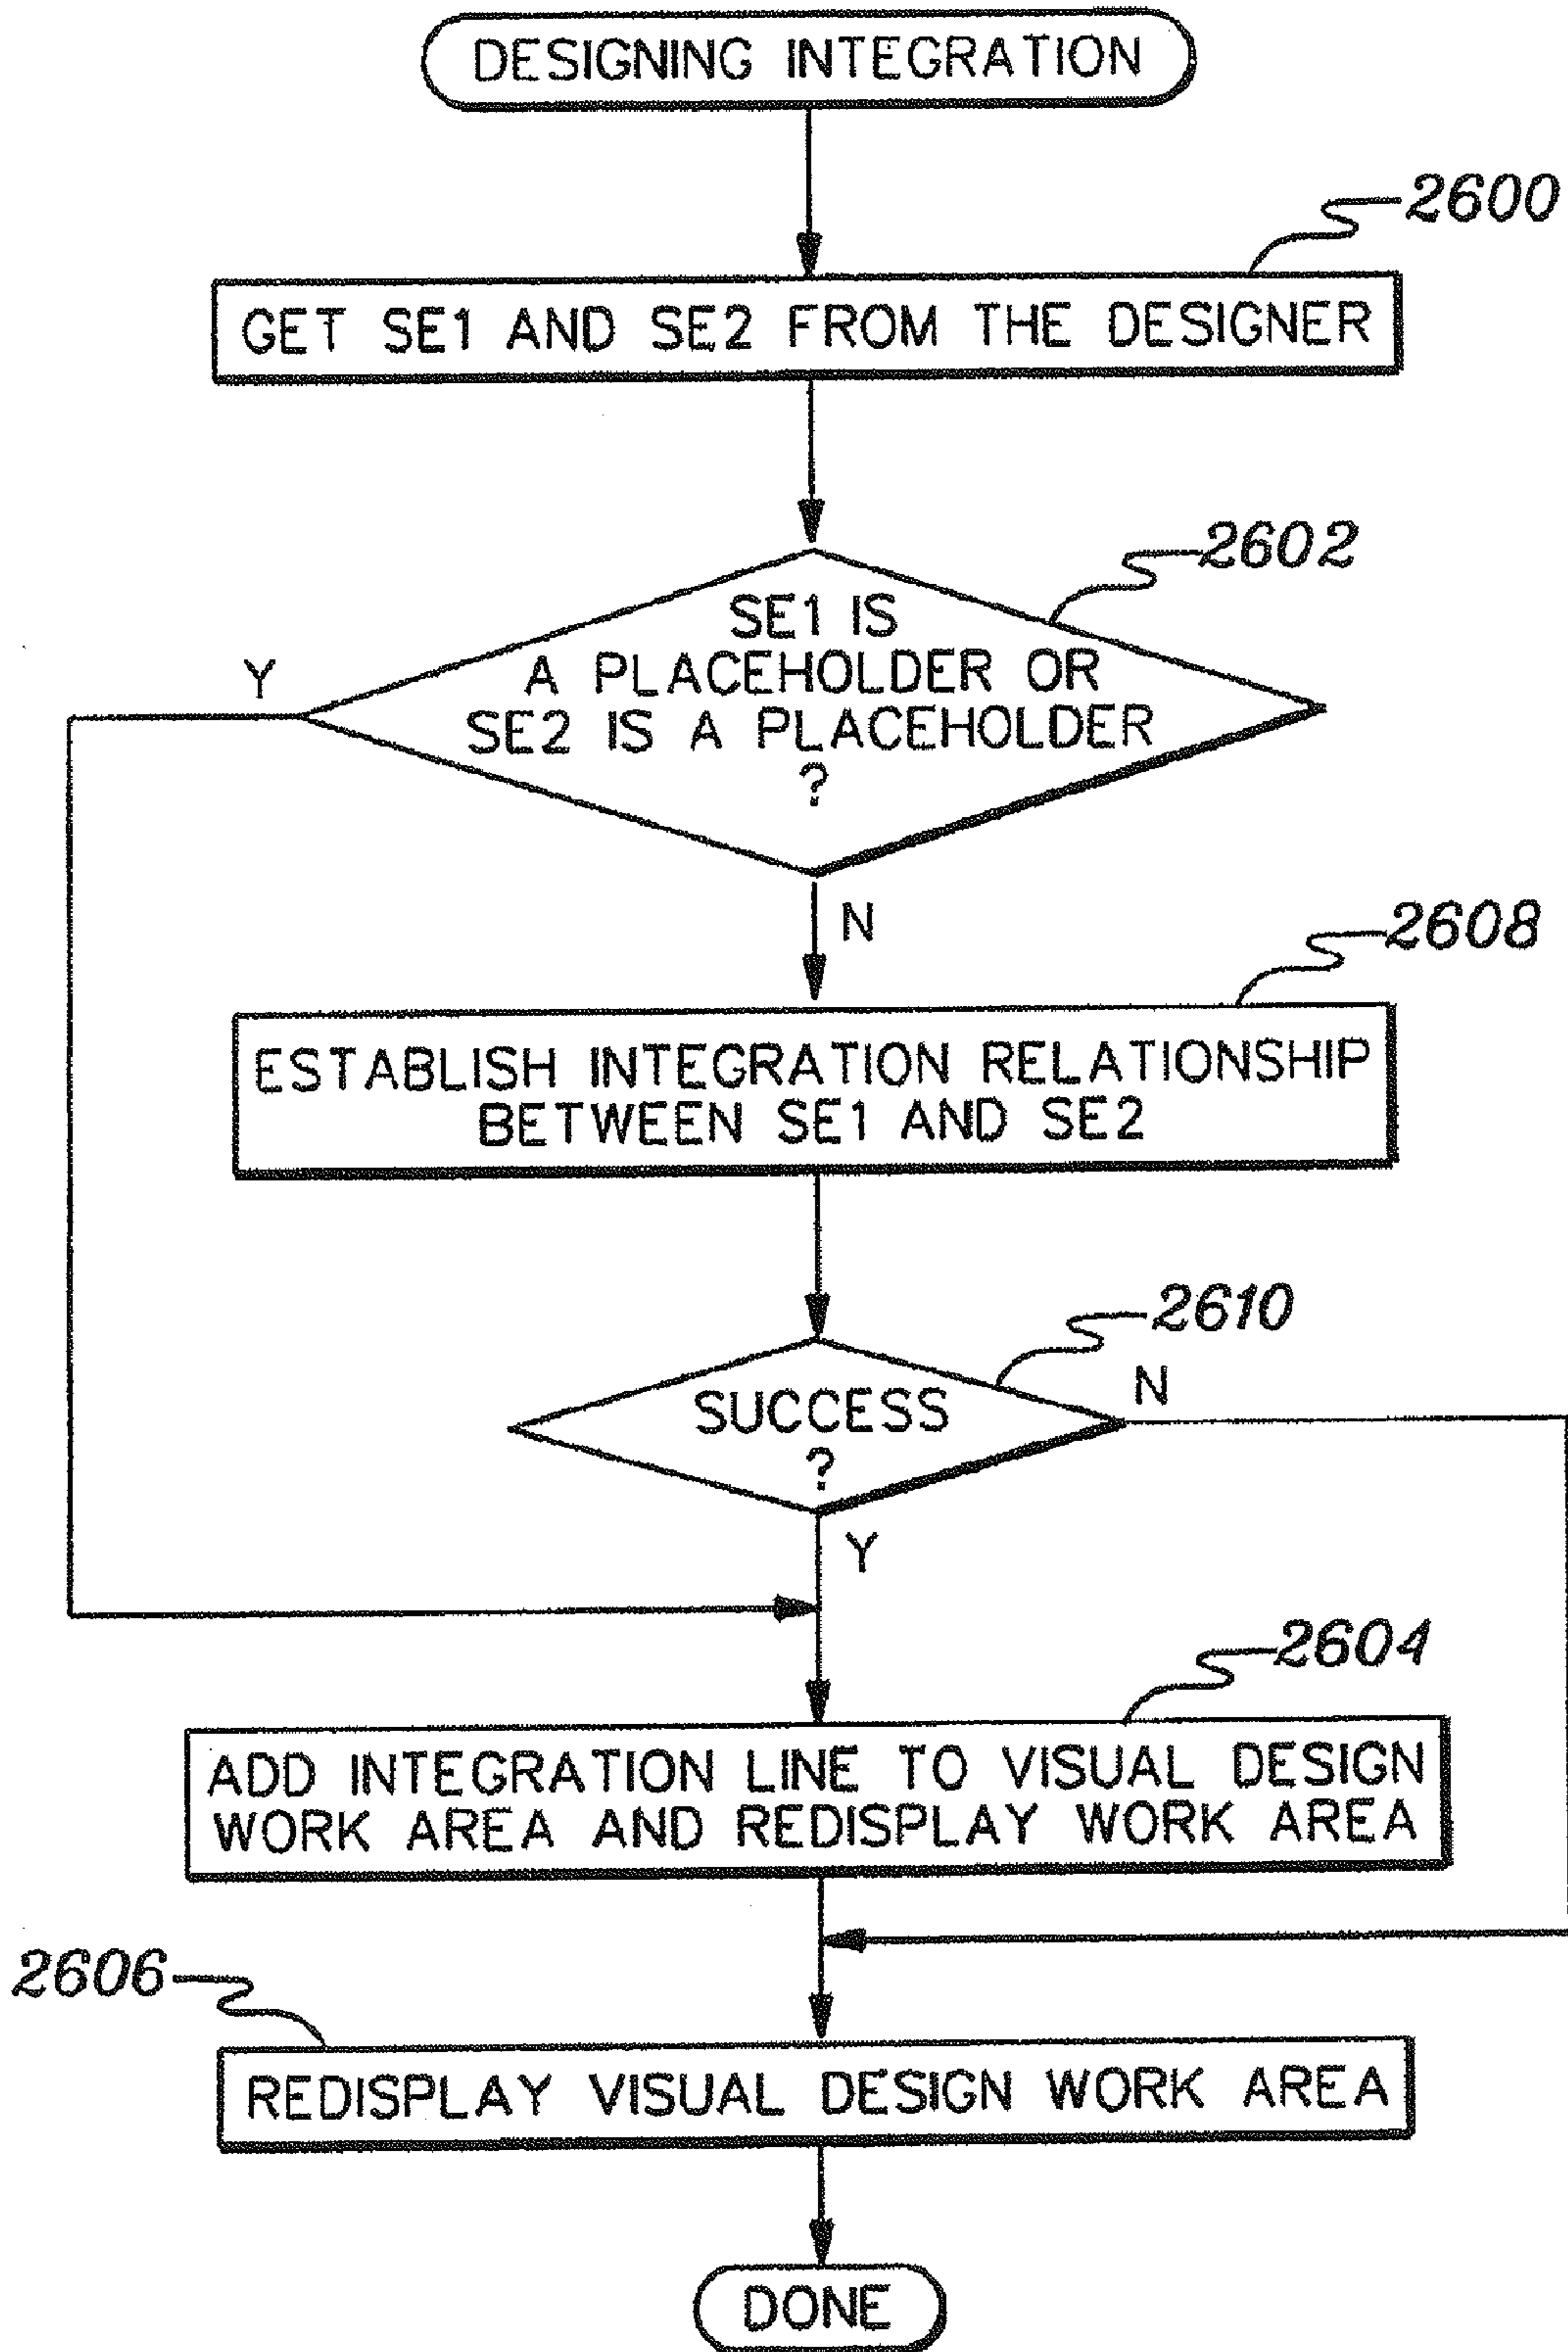 DESIGNING INTEGRATION
2600
GET SE1 AND SE2 FROM THE DESIGNER
2602
SE1 IS
A PLACEHOLDER OR
SE2 IS A PLACEHOLDER
?
Y
N
2608
ESTABLISH INTEGRATION RELATIONSHIP
BETWEEN SE1 AND SE2
2610
SUCCESS
?
N
Y
2604
ADD INTEGRATION LINE TO VISUAL DESIGN
WORK AREA AND REDISPLAY WORK AREA
2606
REDISPLAY VISUAL DESIGN WORK AREA
DONE